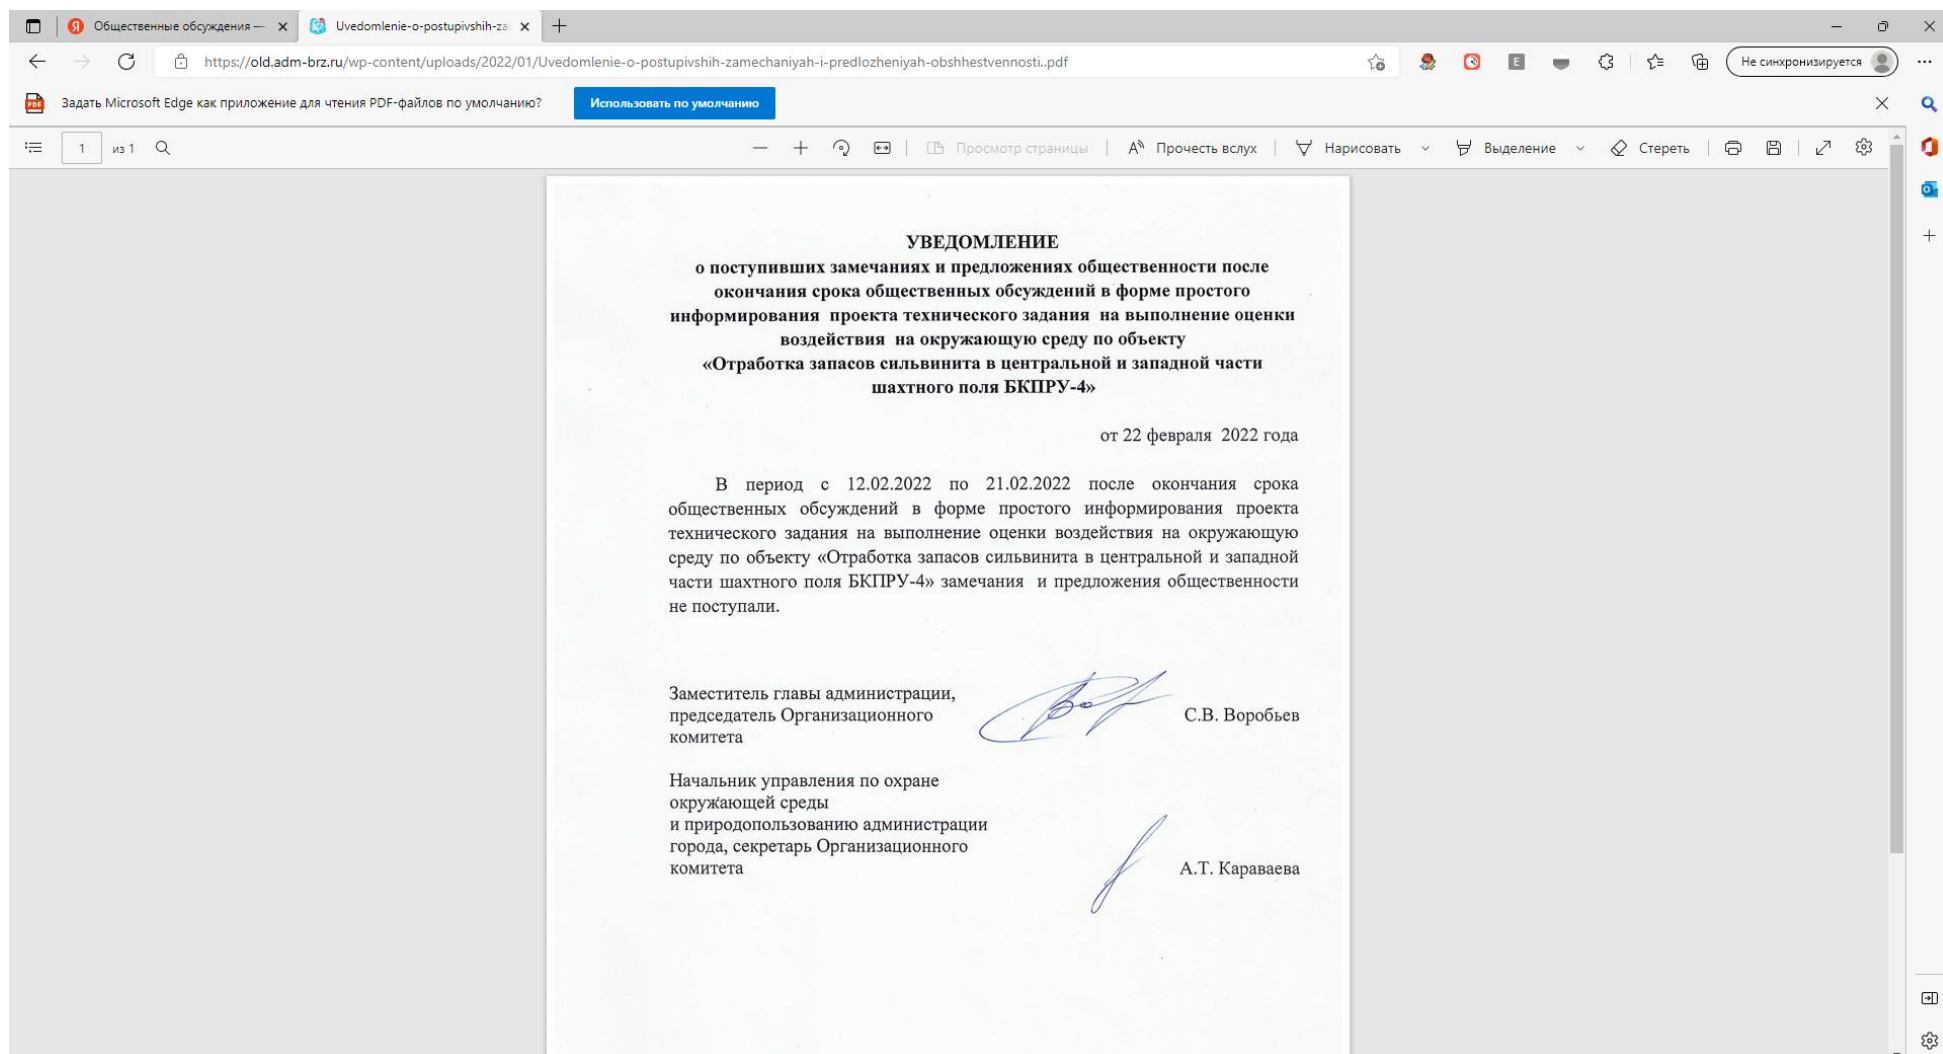 Общественные обсуждения —
Uvedomlenie-o-postupivshih-za
https://old.adm-brz.ru/wp-content/uploads/2022/01/Uvedomlenie-o-postupivshih-zamechaniyah-i-predlozheniyah-obshhestvennosti..pdf
Не синхронизируется
Задать Microsoft Edge как приложение для чтения PDF-файлов по умолчанию?
Использовать по умолчанию
1 из 1
Просмотр страницы
Прочесть вслух
Нарисовать
Выделение
Стереть
УВЕДОМЛЕНИЕ
о поступивших замечаниях и предложениях общественности после
окончания срока общественных обсуждений в форме простого
информирования проекта технического задания на выполнение оценки
воздействия на окружающую среду по объекту
«Отработка запасов сильвинита в центральной и западной части
шахтного поля БКПРУ-4»
от 22 февраля 2022 года
В период с 12.02.2022 по 21.02.2022 после окончания срока
общественных обсуждений в форме простого информирования проекта
технического задания на выполнение оценки воздействия на окружающую
среду по объекту «Отработка запасов сильвинита в центральной и западной
части шахтного поля БКПРУ-4» замечания и предложения общественности
не поступали.
Заместитель главы администрации,
председатель Организационного
комитета
С.В. Воробьев
Начальник управления по охране
окружающей среды
и природопользованию администрации
города, секретарь Организационного
комитета
А.Т. Караваева